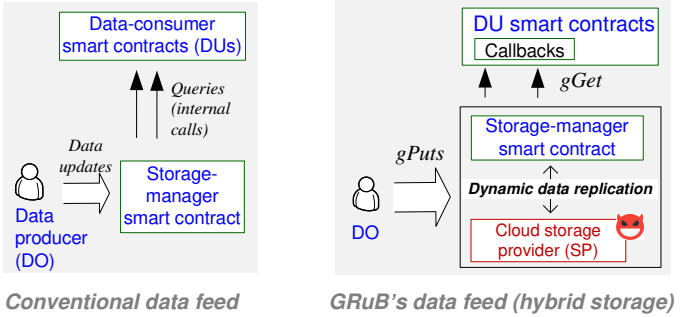 Data-consumer
smart contracts (DUs)
Queries
(internal
calls)
Data
updates
Storage-
manager
smart contract
Data
producer
(DO)
Conventional data feed
DU smart contracts
Callbacks
gGet
gPuts
Storage-manager
smart contract
Dynamic data replication
DO
Cloud storage
provider (SP)
GRuB's data feed (hybrid storage)